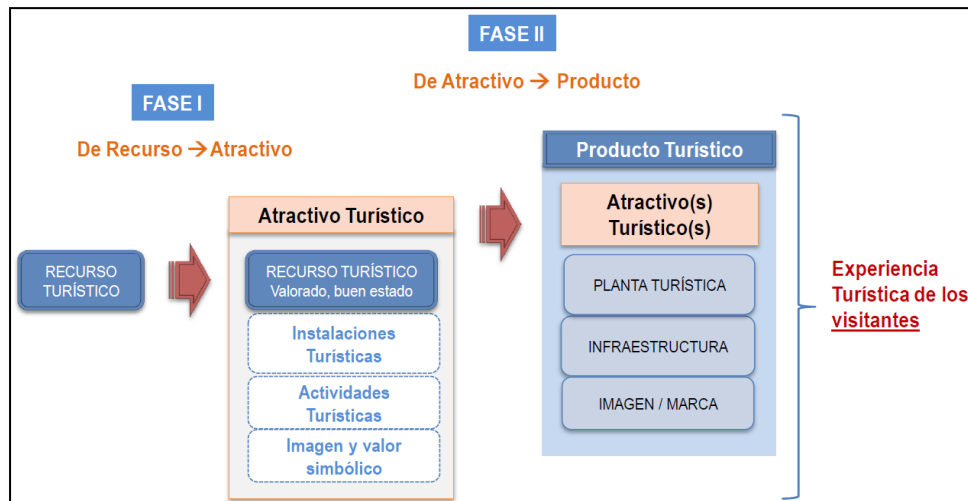 FASE II
De Atractivo → Producto
FASE I
De Recurso → Atractivo
RECURSO
TURÍSTICO
Atractivo Turístico
RECURSO TURÍSTICO
Valorado, buen estado
Instalaciones
Turísticas
Actividades
Turísticas
Imagen y valor
simbólico
Producto Turístico
Atractivo(s)
Turístico(s)
PLANTA TURÍSTICA
INFRAESTRUCTURA
IMAGEN / MARCA
Experiencia
Turística de los
visitantes